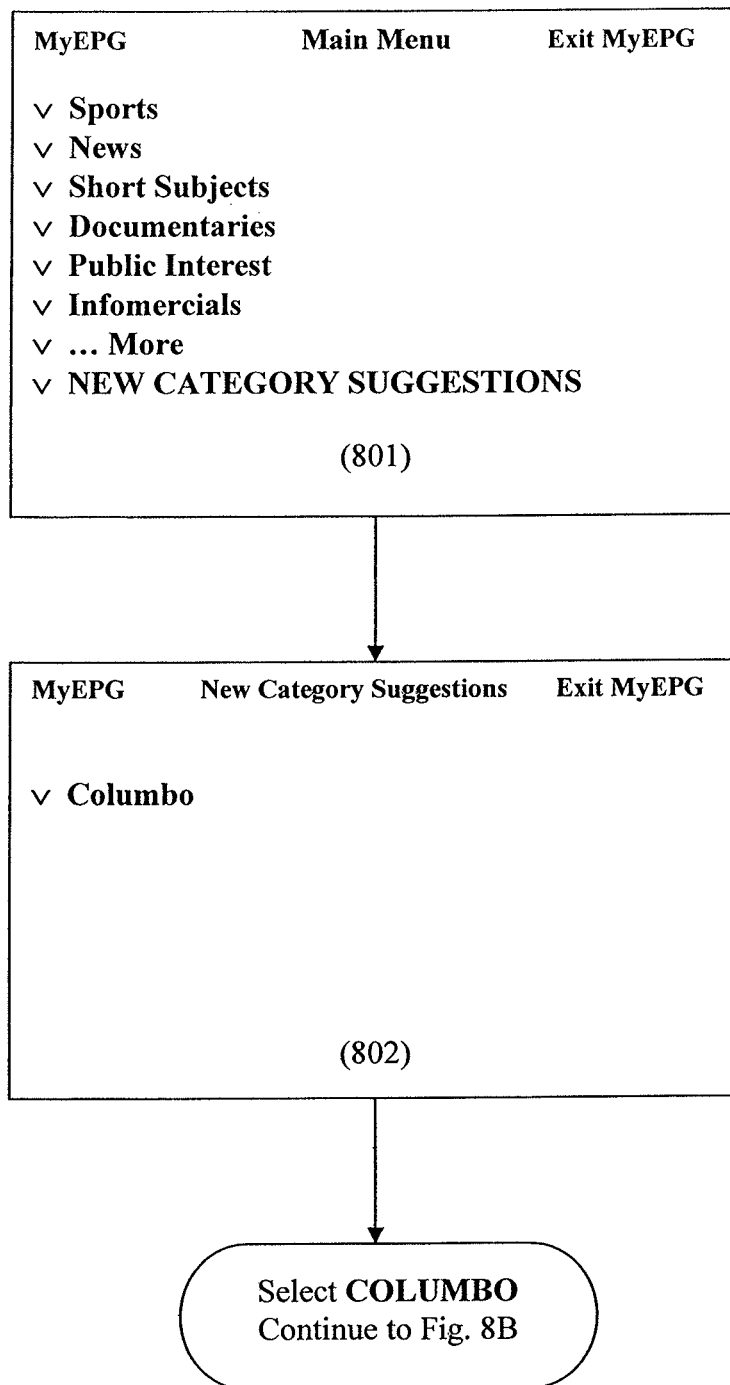 MyEPG Main Menu Exit MyEPG
v Sports
v News
v Short Subjects
v Documentaries
v Public Interest
v Infomercials
v ... More
v NEW CATEGORY SUGGESTIONS
(801)
MyEPG New Category Suggestions Exit MyEPG
v Columbo
(802)
Select COLUMBO
Continue to Fig. 8B